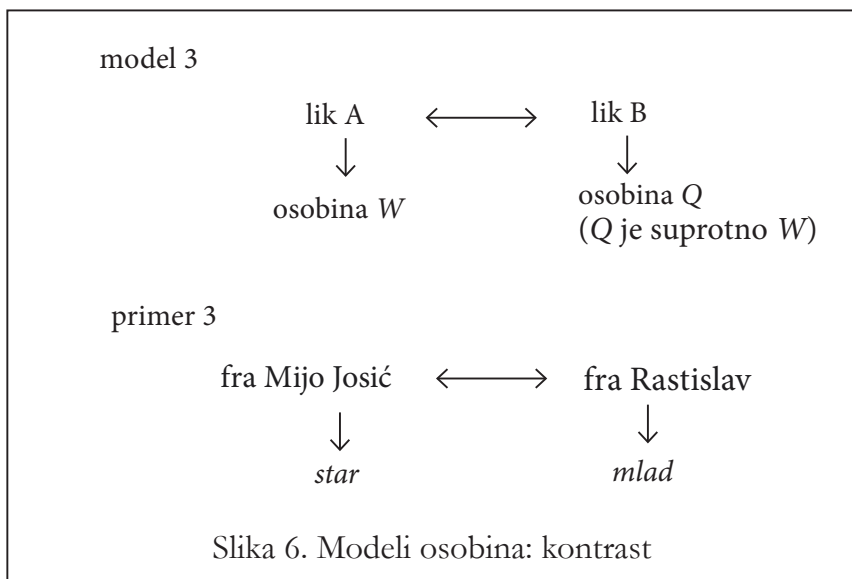 model 3
lik A lik B
osobina W osobina Q
(Q je suprotno W)
primer 3
fra Mijo Josić fra Rastislav
star mlad
Slika 6. Modeli osobina: kontrast